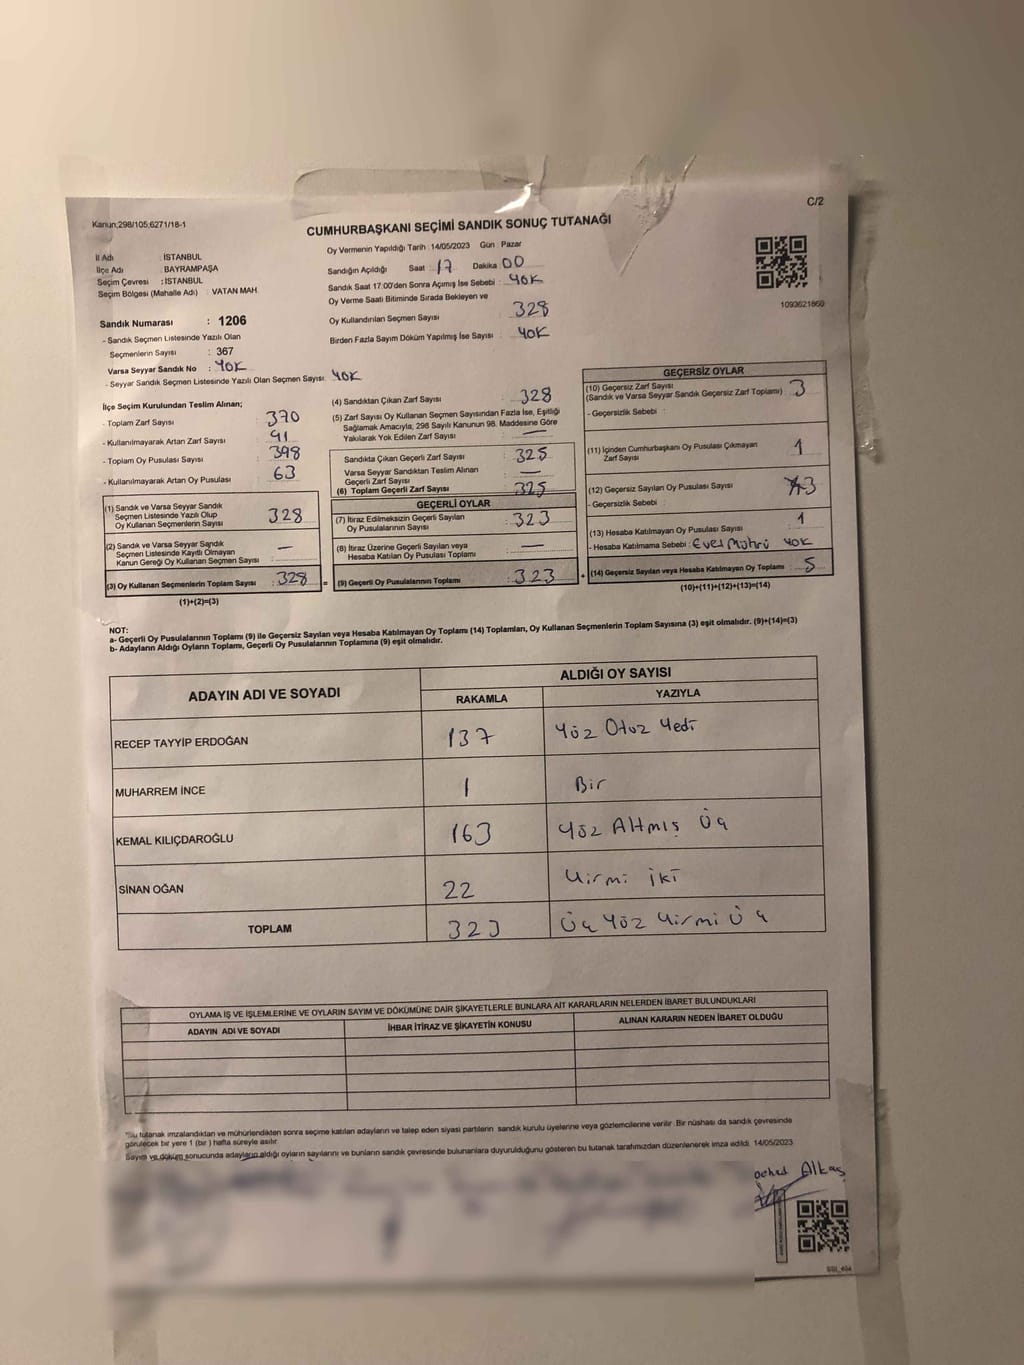 C/2
Kanun;298/105;6271/18-1
CUMHURBAŞKANI SEÇİMİ SANDIK SONUÇ TUTANAĞI
İl Adı : İSTANBUL
İlçe Adı : BAYRAMPAŞA
Seçim Çevresi : İSTANBUL
Seçim Bölgesi (Mahalle Adı) : VATAN MAH.
Sandık Numarası : 1206
- Sandık Seçmen Listesinde Yazılı Olan
Seçmenlerin Sayısı : 367
Varsa Seyyar Sandık No : YOK
- Seyyar Sandık Seçmen Listesinde Yazılı Olan Seçmen Sayısı: YOK
Oy Vermenin Yapıldığı Tarih : 14/05/2023 Gün : Pazar
Sandığın Açıldığı Saat : 17 Dakika : 00
Sandık Saat 17:00'den Sonra Açımış İse Sebebi : YOK
Oy Verme Saati Bitiminde Sırada Bekleyen ve
Oy Kullandırılan Seçmen Sayısı : 328
Birden Fazla Sayım Döküm Yapılmış İse Sayısı : YOK
1093621860
İlçe Seçim Kurulundan Teslim Alınan;
- Toplam Zarf Sayısı : 370
- Kullanılmayarak Artan Zarf Sayısı : 41
- Toplam Oy Pusulası Sayısı : 398
- Kullanılmayarak Artan Oy Pusulası : 63
(1) Sandık ve Varsa Seyyar Sandık
Seçmen Listesinde Yazılı Olup
Oy Kullanan Seçmenlerin Sayısı : 328
(2) Sandık ve Varsa Seyyar Sandık
Seçmen Listesinde Kayıtlı Olmayan
Kanun Gereği Oy Kullanan Seçmen Sayısı : —
(3) Oy Kullanan Seçmenlerin Toplam Sayısı : 328
(1)+(2)=(3)
(4) Sandıktan Çıkan Zarf Sayısı : 328
(5) Zarf Sayısı Oy Kullanan Seçmen Sayısından Fazla İse, Eşitliği
Sağlamak Amacıyla, 298 Sayılı Kanunun 98. Maddesine Göre
Yakılarak Yok Edilen Zarf Sayısı : —
Sandıkta Çıkan Geçerli Zarf Sayısı : 325
Varsa Seyyar Sandıktan Teslim Alınan
Geçerli Zarf Sayısı : —
(6) Toplam Geçerli Zarf Sayısı : 325
GEÇERLİ OYLAR
(7) İtiraz Edilmeksizin Geçerli Sayılan
Oy Pusulalarının Sayısı : 323
(8) İtiraz Üzerine Geçerli Sayılan veya
Hesaba Katılan Oy Pusulası Toplamı : —
(9) Geçerli Oy Pusulalarının Toplamı : 323
GEÇERSİZ OYLAR
(10) Geçersiz Zarf Sayısı
(Sandık ve Varsa Seyyar Sandık Geçersiz Zarf Toplamı) : 3
- Geçersizlik Sebebi :
(11) İçinden Cumhurbaşkanı Oy Pusulası Çıkmayan
Zarf Sayısı : 1
(12) Geçersiz Sayılan Oy Pusulası Sayısı : 3
- Geçersizlik Sebebi :
(13) Hesaba Katılmayan Oy Pusulası Sayısı : 1
- Hesaba Katılmama Sebebi : Evet Mührü YOK
(14) Geçersiz Sayılan veya Hesaba Katılmayan Oy Toplamı : 5
(10)+(11)+(12)+(13)=(14)
NOT:
a- Geçerli Oy Pusulalarının Toplamı (9) ile Geçersiz Sayılan veya Hesaba Katılmayan Oy Toplamı (14) Toplamları, Oy Kullanan Seçmenlerin Toplam Sayısına (3) eşit olmalıdır. (9)+(14)=(3)
b- Adayların Aldığı Oyların Toplamı, Geçerli Oy Pusulalarının Toplamına (9) eşit olmalıdır.
ADAYIN ADI VE SOYADI ALDIĞI OY SAYISI
RAKAMLA YAZIYLA
RECEP TAYYİP ERDOĞAN 137 Yüz Otuz Yedi
MUHARREM İNCE 1 Bir
KEMAL KILIÇDAROĞLU 163 Yüz Altmış Üç
SİNAN OĞAN 22 Yirmi İki
TOPLAM 323 Üç Yüz Yirmi Üç
OYLAMA İŞ VE İŞLEMLERİNE VE OYLARIN SAYIM VE DÖKÜMÜNE DAİR ŞİKAYETLERLE BUNLARA AİT KARARLARIN NELERDEN İBARET BULUNDUKLARI
ADAYIN ADI VE SOYADI İHBAR İTİRAZ VE ŞİKAYETİN KONUSU ALINAN KARARIN NEDEN İBARET OLDUĞU
*Bu tutanak imzalandıktan ve mühürlendikten sonra seçime katılan adayların ve talep eden siyasi partilerin sandık kurulu üyelerine veya gözlemcilerine verilir. Bir nüshası da sandık çevresinde
görülecek bir yere 1 (bir) hafta süreyle asılır.
Sayım ve döküm sonucunda adayların aldığı oyların sayılarını ve bunların sandık çevresinde bulunanlara duyurulduğunu gösteren bu tutanak tarafımızdan düzenlenerek imza edildi. 14/05/2023
Alkaş